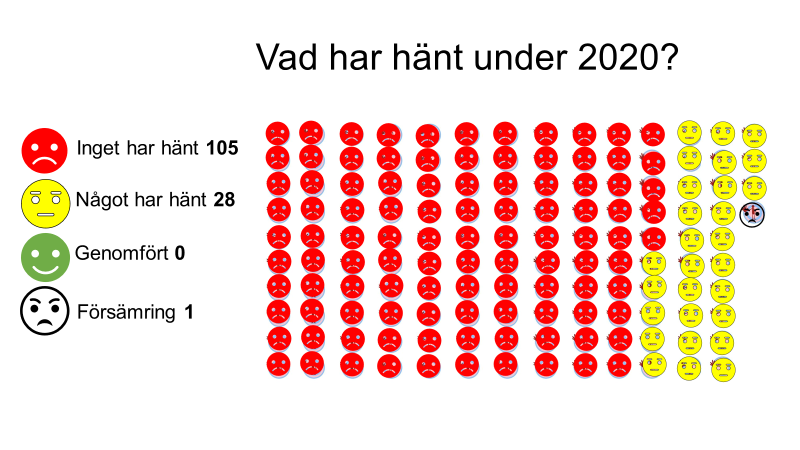 Vad har hänt under 2020?
Inget har hänt 105
Något har hänt 28
Genomfört 0
Försämring 1